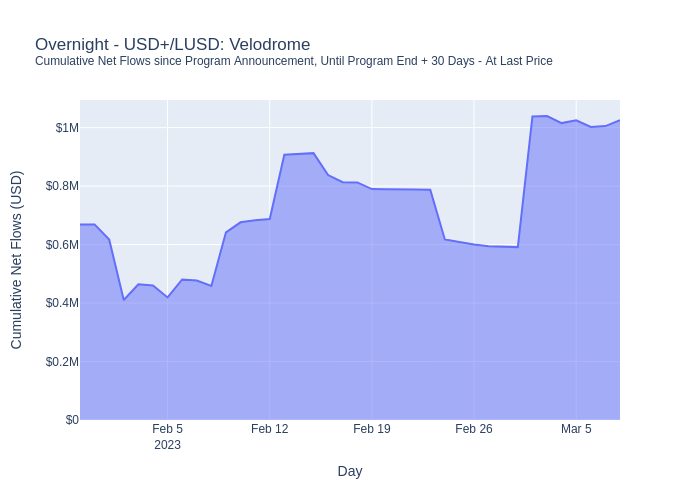 Overnight - USD+/LUSD: Velodrome
Cumulative Net Flows since Program Announcement, Until Program End + 30 Days - At Last Price
Cumulative Net Flows (USD)
$1M
$0.8M
$0.6M
$0.4M
$0.2M
$0
Feb 5
2023
Feb 12
Feb 19
Feb 26
Mar 5
Day